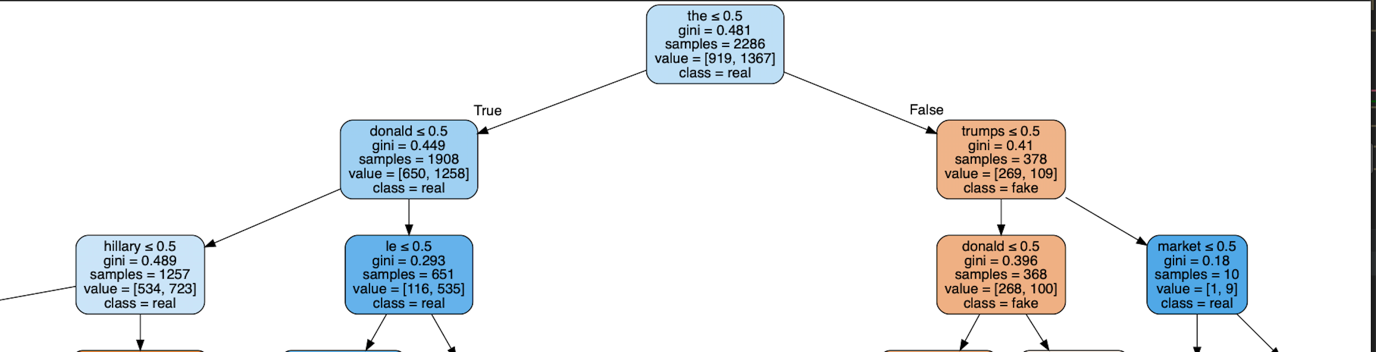 the ≤ 0.5
gini = 0.481
samples = 2286
value = [919, 1367]
class = real
True
False
donald ≤ 0.5
gini = 0.449
samples = 1908
value = [650, 1258]
class = real
trumps ≤ 0.5
gini = 0.41
samples = 378
value = [269, 109]
class = fake
hillary ≤ 0.5
gini = 0.489
samples = 1257
value = [534, 723]
class = real
le ≤ 0.5
gini = 0.293
samples = 651
value = [116, 535]
class = real
donald ≤ 0.5
gini = 0.396
samples = 368
value = [268, 100]
class = fake
market ≤ 0.5
gini = 0.18
samples = 10
value = [1, 9]
class = real